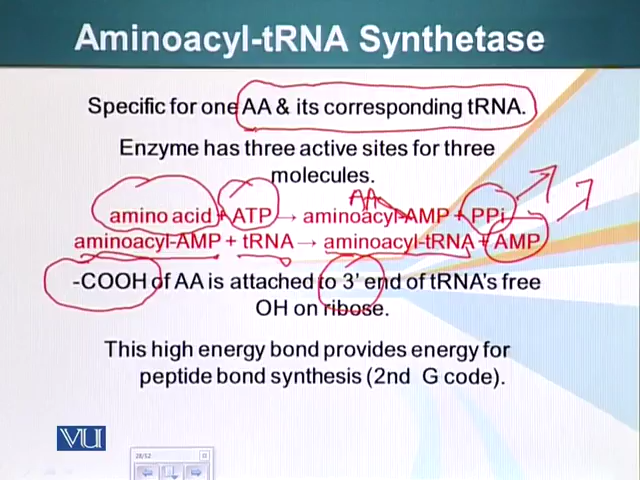 Aminoacyl-tRNA Synthetase
Specific for one AA & its corresponding tRNA.
Enzyme has three active sites for three
molecules.
AA
amino acid + ATP → aminoacyl-AMP + PPi
aminoacyl-AMP + tRNA → aminoacyl-tRNA + AMP
-COOH of AA is attached to 3' end of tRNA's free
OH on ribose.
This high energy bond provides energy for
peptide bond synthesis (2nd G code).
VU
28/52